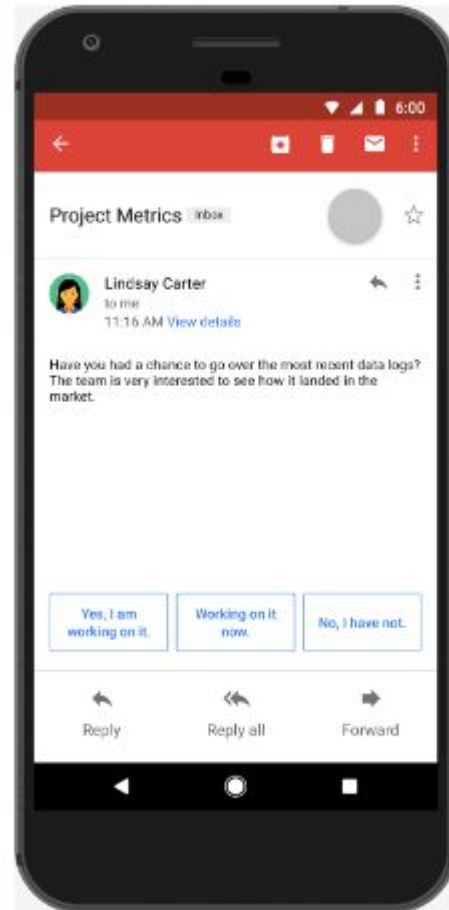 6:00
Project Metrics Inbox
Lindsay Carter
to me
11:16 AM View details
Have you had a chance to go over the most recent data logs?
The team is very interested to see how it landed in the
market.
Yes, I am
working on it.
Working on it
now.
No, I have not.
Reply
Reply all
Forward